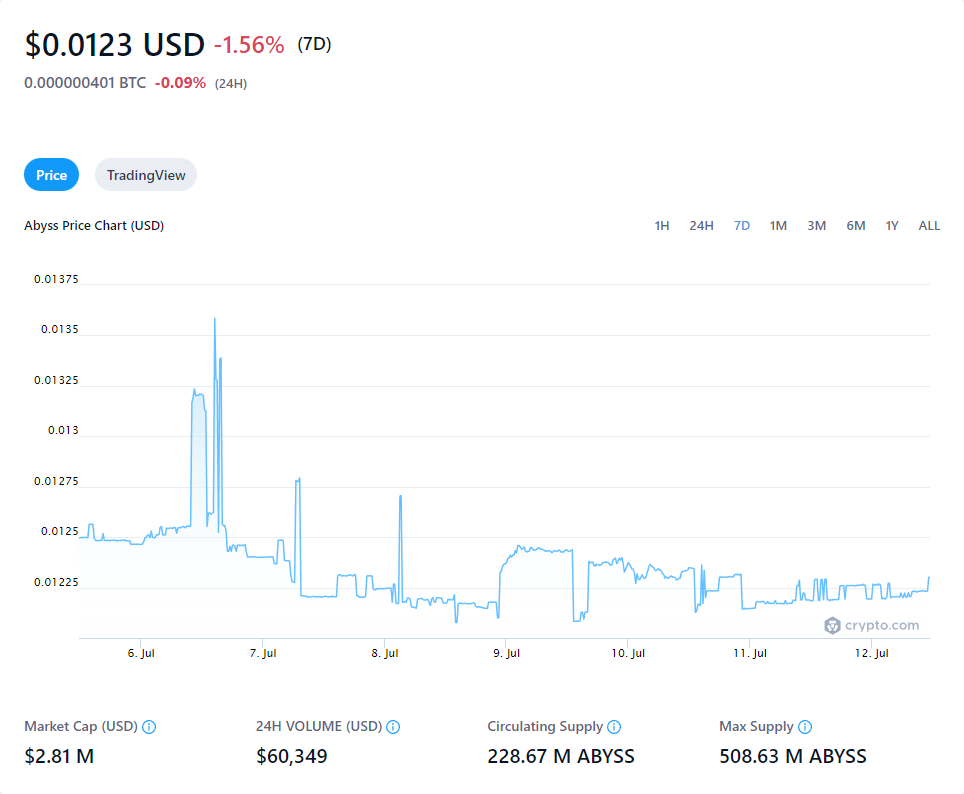 $0.0123 USD -1.56% (7D)
0.000000401 BTC -0.09% (24H)
Price TradingView
Abyss Price Chart (USD) 1H 24H 7D 1M 3M 6M 1Y ALL
0.01375
0.0135
0.01325
0.013
0.01275
0.0125
0.01225
crypto.com
6. Jul 7. Jul 8. Jul 9. Jul 10. Jul 11. Jul 12. Jul
Market Cap (USD) 24H VOLUME (USD) Circulating Supply Max Supply
$2.81 M $60,349 228.67 M ABYSS 508.63 M ABYSS